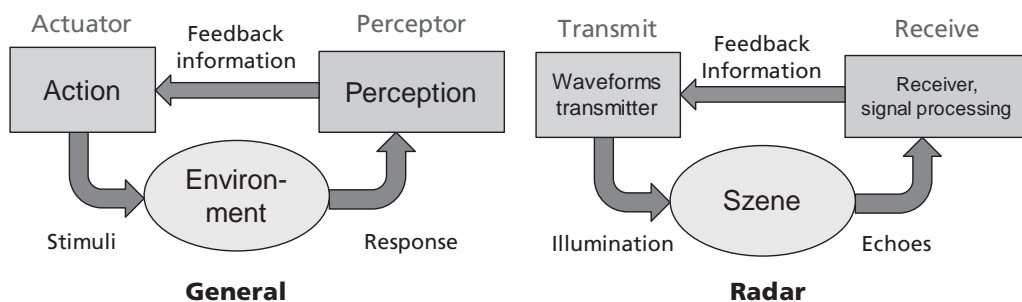 Actuator
Feedback
information
Perceptor
Action
Perception
Environ-
ment
Stimuli
Response
General
Transmit
Feedback
Information
Receive
Waveforms
transmitter
Receiver,
signal processing
Szene
Illumination
Echoes
Radar